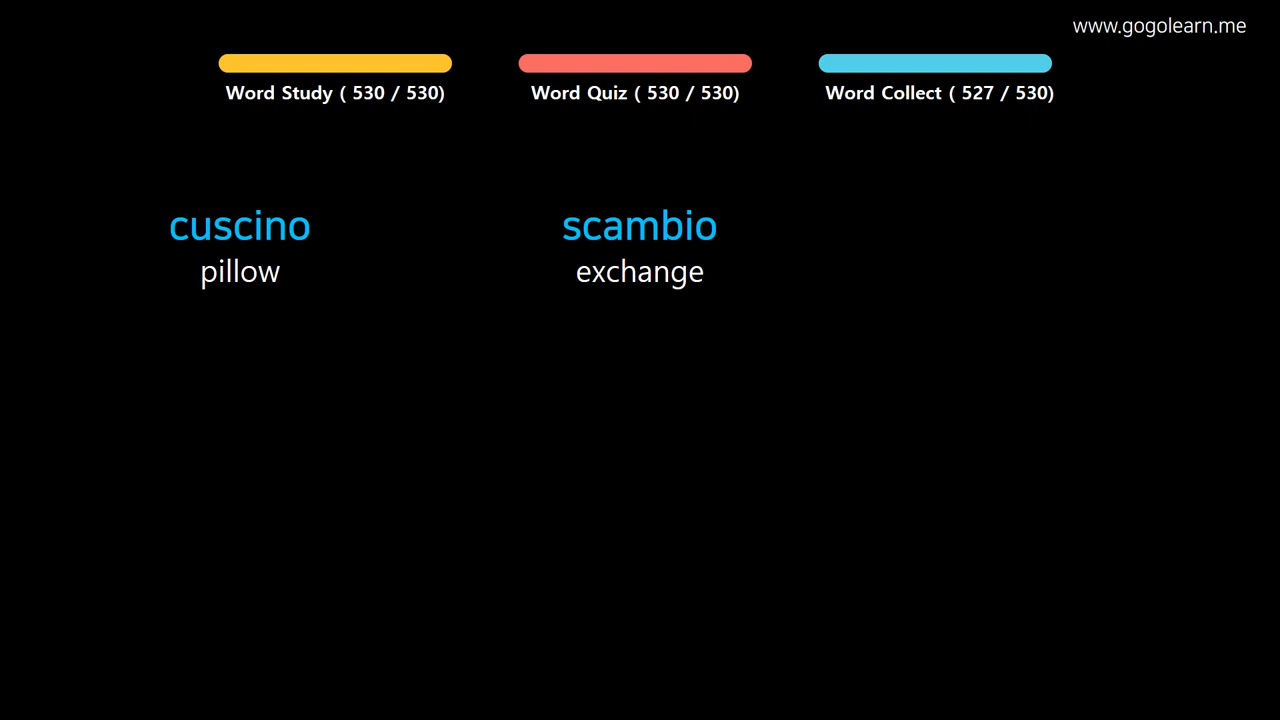 www.gogolearn.me
Word Study ( 530 / 530)
Word Quiz ( 530 / 530)
Word Collect ( 527 / 530)
cuscino
pillow
scambio
exchange